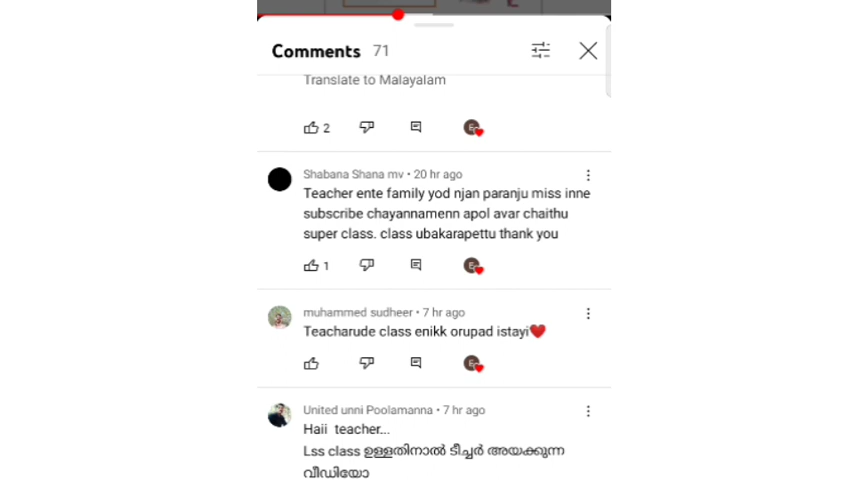 Comments 71
Translate to Malayalam
2
Shabana Shana mv • 20 hr ago
Teacher ente family yod njan paranju miss inne
subscribe chayannamenn apol avar chaithu
super class. class ubakarapettu thank you
1
muhammed sudheer • 7 hr ago
Teacharude class enikk orupad istayi❤️
United unni Poolamanna • 7 hr ago
Haii teacher...
Lss class ഉള്ളതിനാൽ ടീച്ചർ അയക്കുന്ന
വീഡിയോ